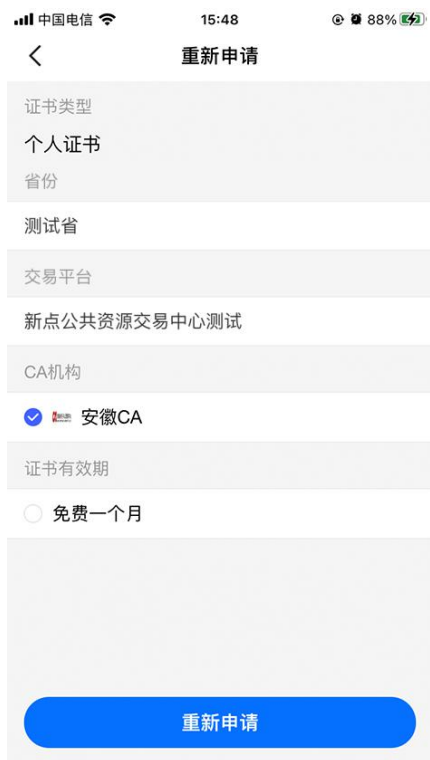 中国电信
15:48
88%
重新申请
证书类型
个人证书
省份
测试省
交易平台
新点公共资源交易中心测试
CA机构
安徽CA
证书有效期
免费一个月
重新申请